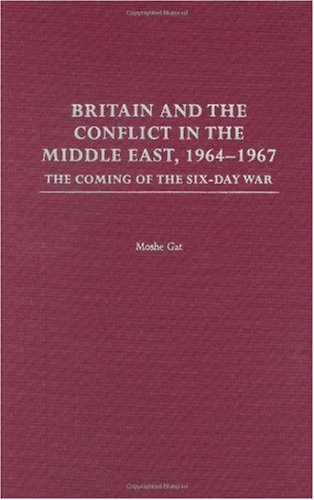 BRITAIN AND THE
CONFLICT IN THE
MIDDLE EAST, 1964–1967
THE COMING OF THE SIX-DAY WAR
Moshe Gat